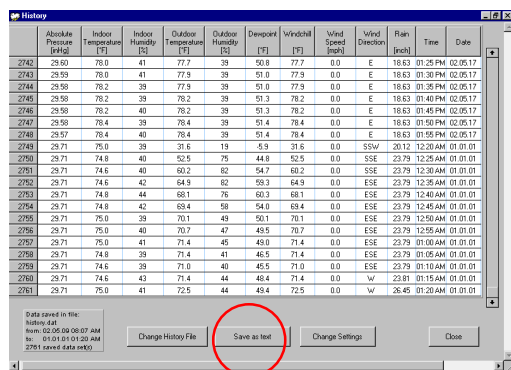 History
Absolute Pressure [inHg] Indoor Temperature [°F] Indoor Humidity [%] Outdoor Temperature [°F] Outdoor Humidity [%] Dewpoint [°F] Windchill [°F] Wind Speed [mph] Wind Direction Rain [inch] Time Date
2742 29.60 78.0 41 77.7 39 50.8 77.7 0.0 E 18.63 01:25 PM 02.05.17
2743 29.59 78.0 41 77.9 39 51.0 77.9 0.0 E 18.63 01:30 PM 02.05.17
2744 29.58 78.2 39 77.9 39 51.0 77.9 0.0 E 18.63 01:35 PM 02.05.17
2745 29.58 78.2 39 78.2 39 51.3 78.2 0.0 E 18.63 01:40 PM 02.05.17
2746 29.58 78.2 40 78.2 39 51.3 78.2 0.0 E 18.63 01:45 PM 02.05.17
2747 29.58 78.4 39 78.4 39 51.4 78.4 0.0 E 18.63 01:50 PM 02.05.17
2748 29.57 78.4 40 78.4 39 51.4 78.4 0.0 E 18.63 01:55 PM 02.05.17
2749 29.71 75.0 39 31.6 19 -5.9 31.6 0.0 SSW 20.12 12:20 AM 01.01.01
2750 29.71 74.8 40 52.5 75 44.8 52.5 0.0 SSE 23.79 12:25 AM 01.01.01
2751 29.71 74.6 40 60.2 82 54.7 60.2 0.0 SSE 23.79 12:30 AM 01.01.01
2752 29.71 74.6 42 64.9 82 59.3 64.9 0.0 ESE 23.79 12:35 AM 01.01.01
2753 29.71 74.8 44 68.1 76 60.3 68.1 0.0 ESE 23.79 12:40 AM 01.01.01
2754 29.71 74.8 42 69.4 58 54.0 69.4 0.0 ESE 23.79 12:45 AM 01.01.01
2755 29.71 75.0 39 70.1 49 50.1 70.1 0.0 ESE 23.79 12:50 AM 01.01.01
2756 29.71 75.0 40 70.7 47 49.5 70.7 0.0 ESE 23.79 12:55 AM 01.01.01
2757 29.71 75.0 41 71.4 45 49.0 71.4 0.0 ESE 23.79 01:00 AM 01.01.01
2758 29.71 74.8 39 71.4 41 46.5 71.4 0.0 ESE 23.79 01:05 AM 01.01.01
2759 29.71 74.6 39 71.0 40 45.5 71.0 0.0 ESE 23.79 01:10 AM 01.01.01
2760 29.71 74.6 43 71.4 44 48.4 71.4 0.0 W 23.81 01:15 AM 01.01.01
2761 29.71 75.0 41 72.5 44 49.4 72.5 0.0 W 26.45 01:20 AM 01.01.01
Data saved in file:
history.dat
from: 02.05.09 08:07 AM
to: 01.01.01 01:20 AM
2761 saved data set(s)
Change History File Save as text Change Settings Close